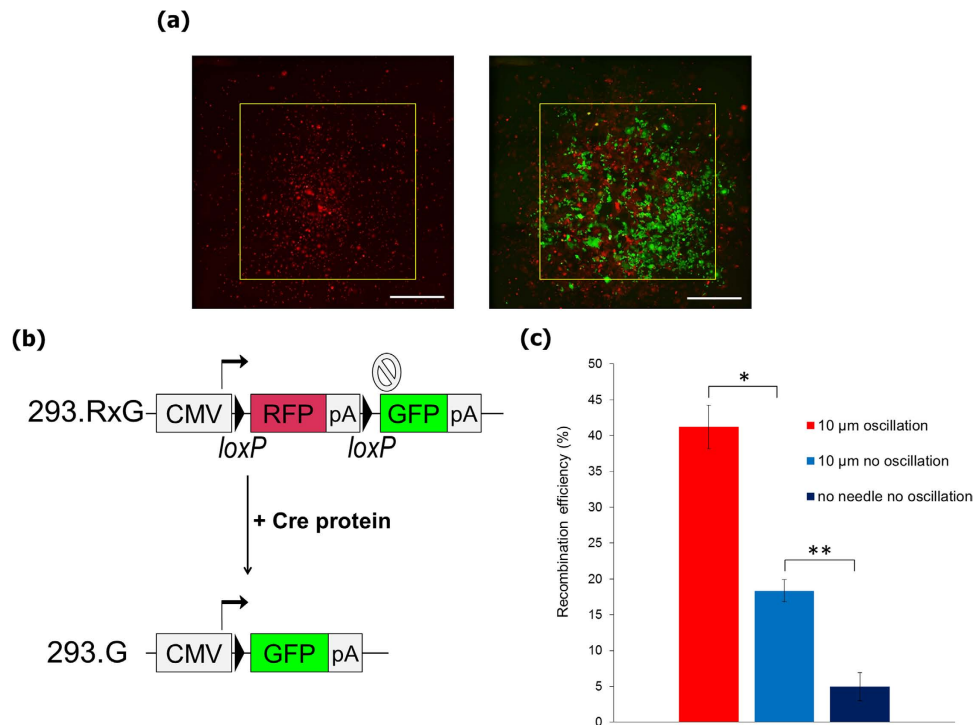 (a)
(b)
293.RxG
CMV
RFP
pA
GFP
pA
loxP
loxP
+ Cre protein
293.G
CMV
GFP
pA
(c)
Recombination efficiency (%)
50
45
40
35
30
25
20
15
10
5
0
*
**
10 µm oscillation
10 µm no oscillation
no needle no oscillation